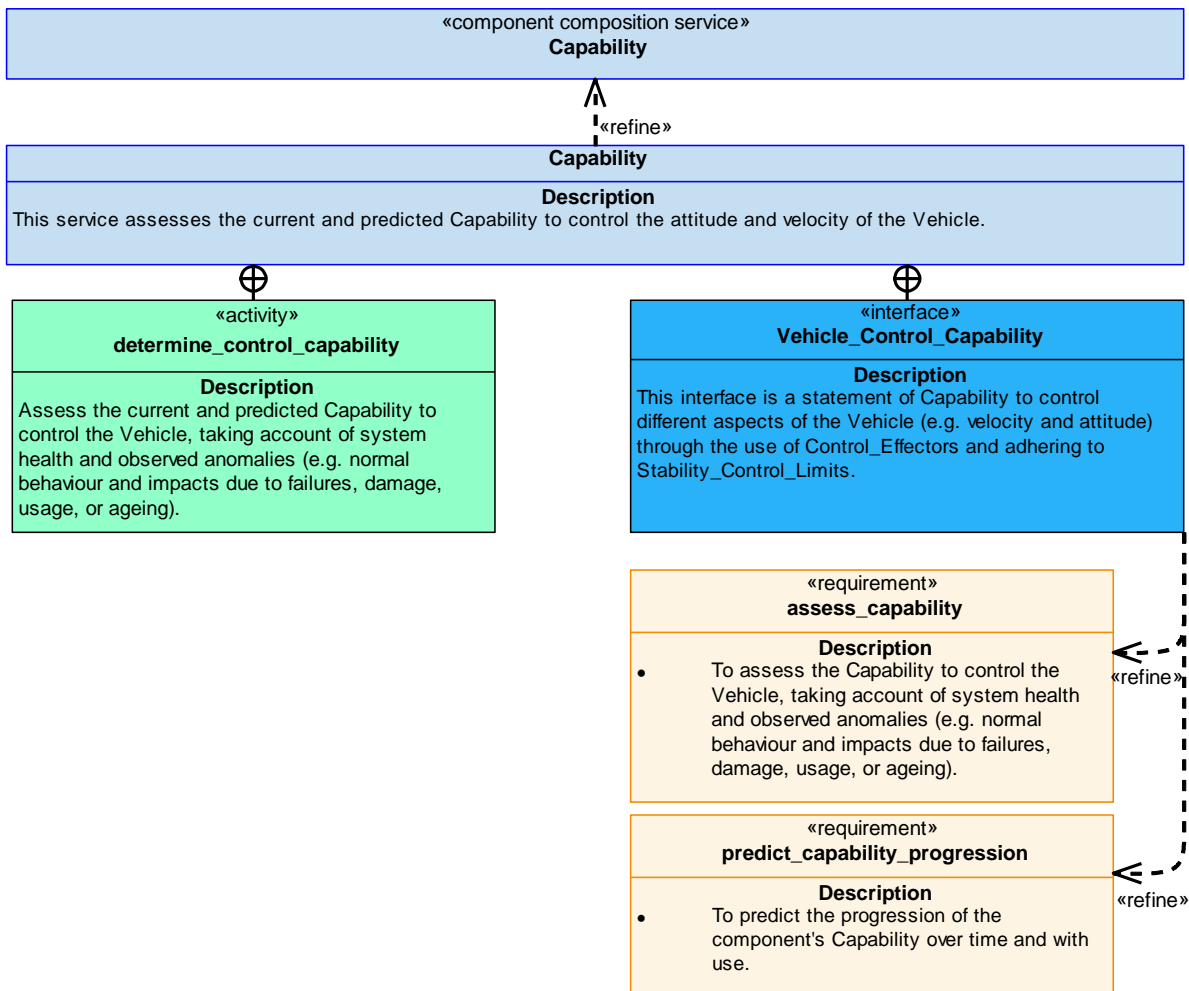 «component composition service»
Capability
«refine»
Capability
Description
This service assesses the current and predicted Capability to control the attitude and velocity of the Vehicle.
«activity»
determine_control_capability
Description
Assess the current and predicted Capability to
control the Vehicle, taking account of system
health and observed anomalies (e.g. normal
behaviour and impacts due to failures, damage,
usage, or ageing).
«interface»
Vehicle_Control_Capability
Description
This interface is a statement of Capability to control
different aspects of the Vehicle (e.g. velocity and attitude)
through the use of Control_Effectors and adhering to
Stability_Control_Limits.
«requirement»
assess_capability
Description
• To assess the Capability to control the
Vehicle, taking account of system health
and observed anomalies (e.g. normal
behaviour and impacts due to failures,
damage, usage, or ageing).
«refine»
«requirement»
predict_capability_progression
Description
• To predict the progression of the
component's Capability over time and with
use.
«refine»